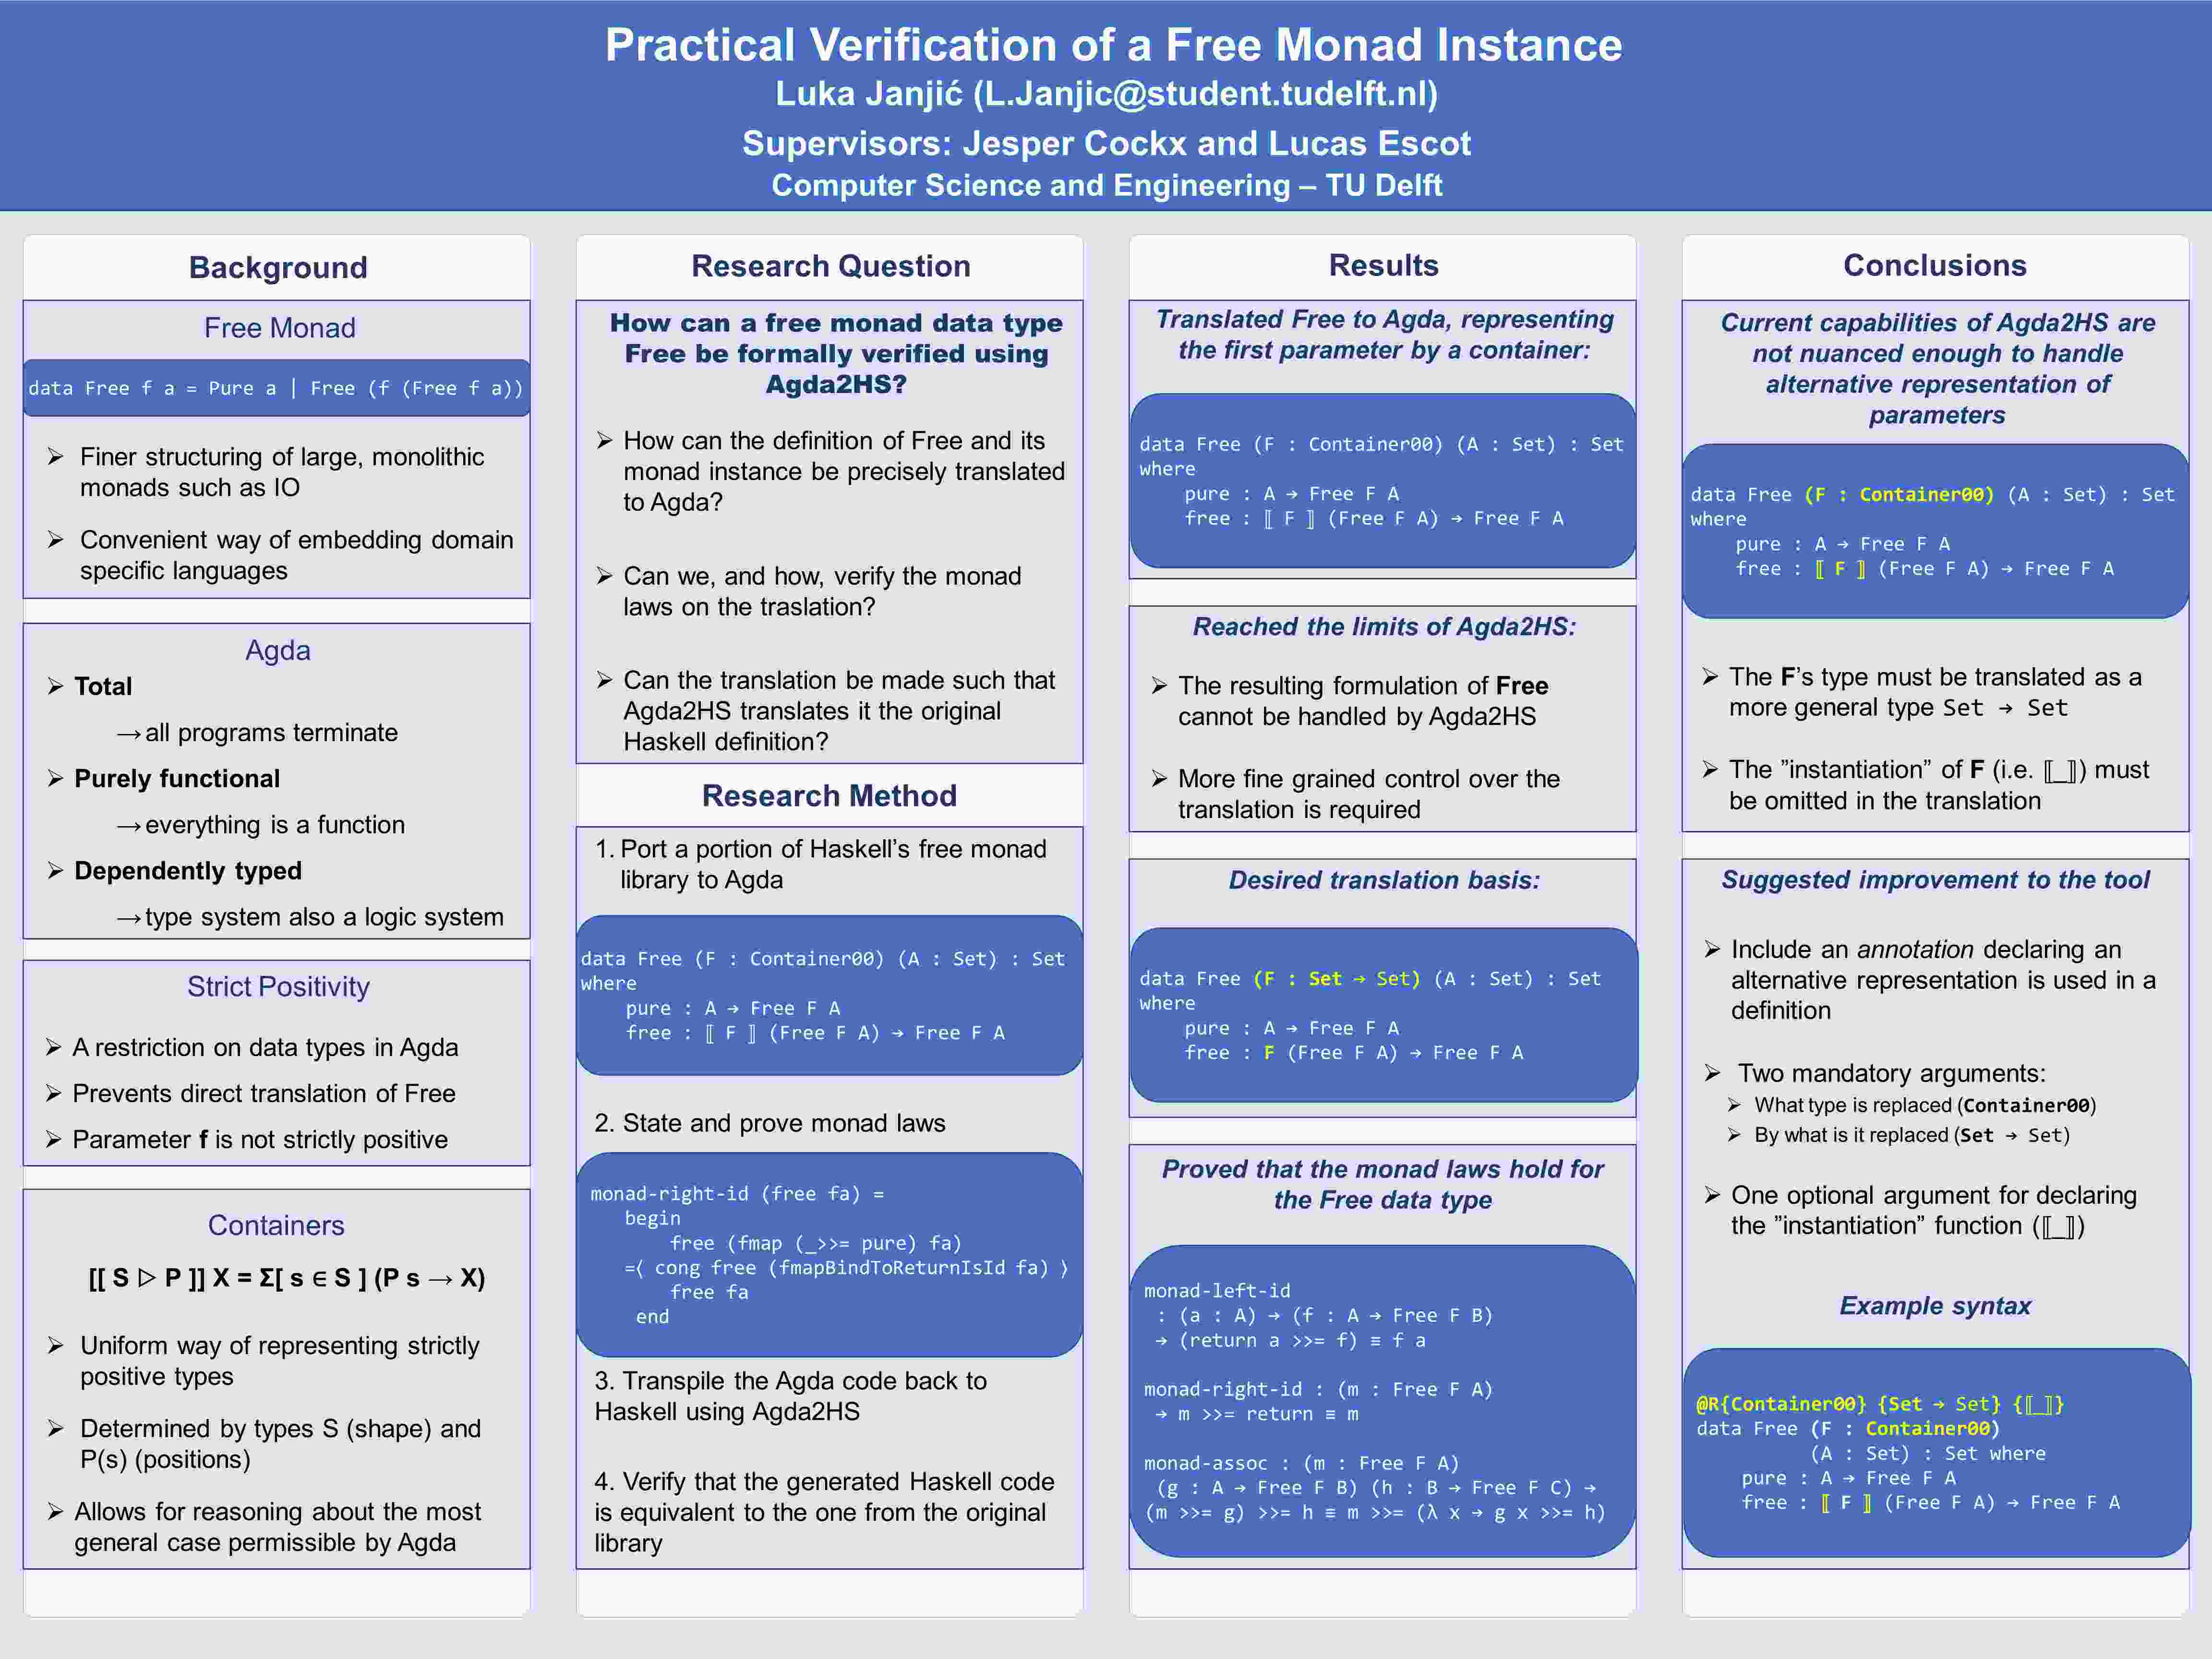 Practical Verification of a Free Monad Instance
Luka Janjić (L.Janjic@student.tudelft.nl)
Supervisors: Jesper Cockx and Lucas Escot
Computer Science and Engineering – TU Delft
Background
Free Monad
data Free f a = Pure a | Free (f (Free f a))
➢ Finer structuring of large, monolithic
monads such as IO
➢ Convenient way of embedding domain
specific languages
Agda
➢ Total
→all programs terminate
➢ Purely functional
→everything is a function
➢ Dependently typed
→type system also a logic system
Strict Positivity
➢ A restriction on data types in Agda
➢ Prevents direct translation of Free
➢ Parameter f is not strictly positive
Containers
[[ S ▷ P ]] X = Σ[ s ∈ S ] (P s → X)
➢ Uniform way of representing strictly
positive types
➢ Determined by types S (shape) and
P(s) (positions)
➢ Allows for reasoning about the most
general case permissible by Agda
Research Question
How can a free monad data type
Free be formally verified using
Agda2HS?
➢ How can the definition of Free and its
monad instance be precisely translated
to Agda?
➢ Can we, and how, verify the monad
laws on the traslation?
➢ Can the translation be made such that
Agda2HS translates it the original
Haskell definition?
Research Method
1. Port a portion of Haskell’s free monad
library to Agda
data Free (F : Container00) (A : Set) : Set
where
pure : A → Free F A
free : ⟦ F ⟧ (Free F A) → Free F A
2. State and prove monad laws
monad-right-id (free fa) =
begin
free (fmap (_>>= pure) fa)
=⟨ cong free (fmapBindToReturnIsId fa) ⟩
free fa
end
3. Transpile the Agda code back to
Haskell using Agda2HS
4. Verify that the generated Haskell code
is equivalent to the one from the original
library
Results
Translated Free to Agda, representing
the first parameter by a container:
data Free (F : Container00) (A : Set) : Set
where
pure : A → Free F A
free : ⟦ F ⟧ (Free F A) → Free F A
Reached the limits of Agda2HS:
➢ The resulting formulation of Free
cannot be handled by Agda2HS
➢ More fine grained control over the
translation is required
Desired translation basis:
data Free (F : Set → Set) (A : Set) : Set
where
pure : A → Free F A
free : F (Free F A) → Free F A
Proved that the monad laws hold for
the Free data type
monad-left-id
: (a : A) → (f : A → Free F B)
→ (return a >>= f) ≡ f a
monad-right-id : (m : Free F A)
→ m >>= return ≡ m
monad-assoc : (m : Free F A)
(g : A → Free F B) (h : B → Free F C) →
(m >>= g) >>= h ≡ m >>= (λ x → g x >>= h)
Conclusions
Current capabilities of Agda2HS are
not nuanced enough to handle
alternative representation of
parameters
data Free (F : Container00) (A : Set) : Set
where
pure : A → Free F A
free : ⟦ F ⟧ (Free F A) → Free F A
➢ The F’s type must be translated as a
more general type Set → Set
➢ The ”instantiation” of F (i.e. ⟦_⟧) must
be omitted in the translation
Suggested improvement to the tool
➢ Include an annotation declaring an
alternative representation is used in a
definition
➢ Two mandatory arguments:
➢ What type is replaced (Container00)
➢ By what is it replaced (Set → Set)
➢ One optional argument for declaring
the ”instantiation” function (⟦_⟧)
Example syntax
@R{Container00} {Set → Set} {⟦_⟧}
data Free (F : Container00)
(A : Set) : Set where
pure : A → Free F A
free : ⟦ F ⟧ (Free F A) → Free F A